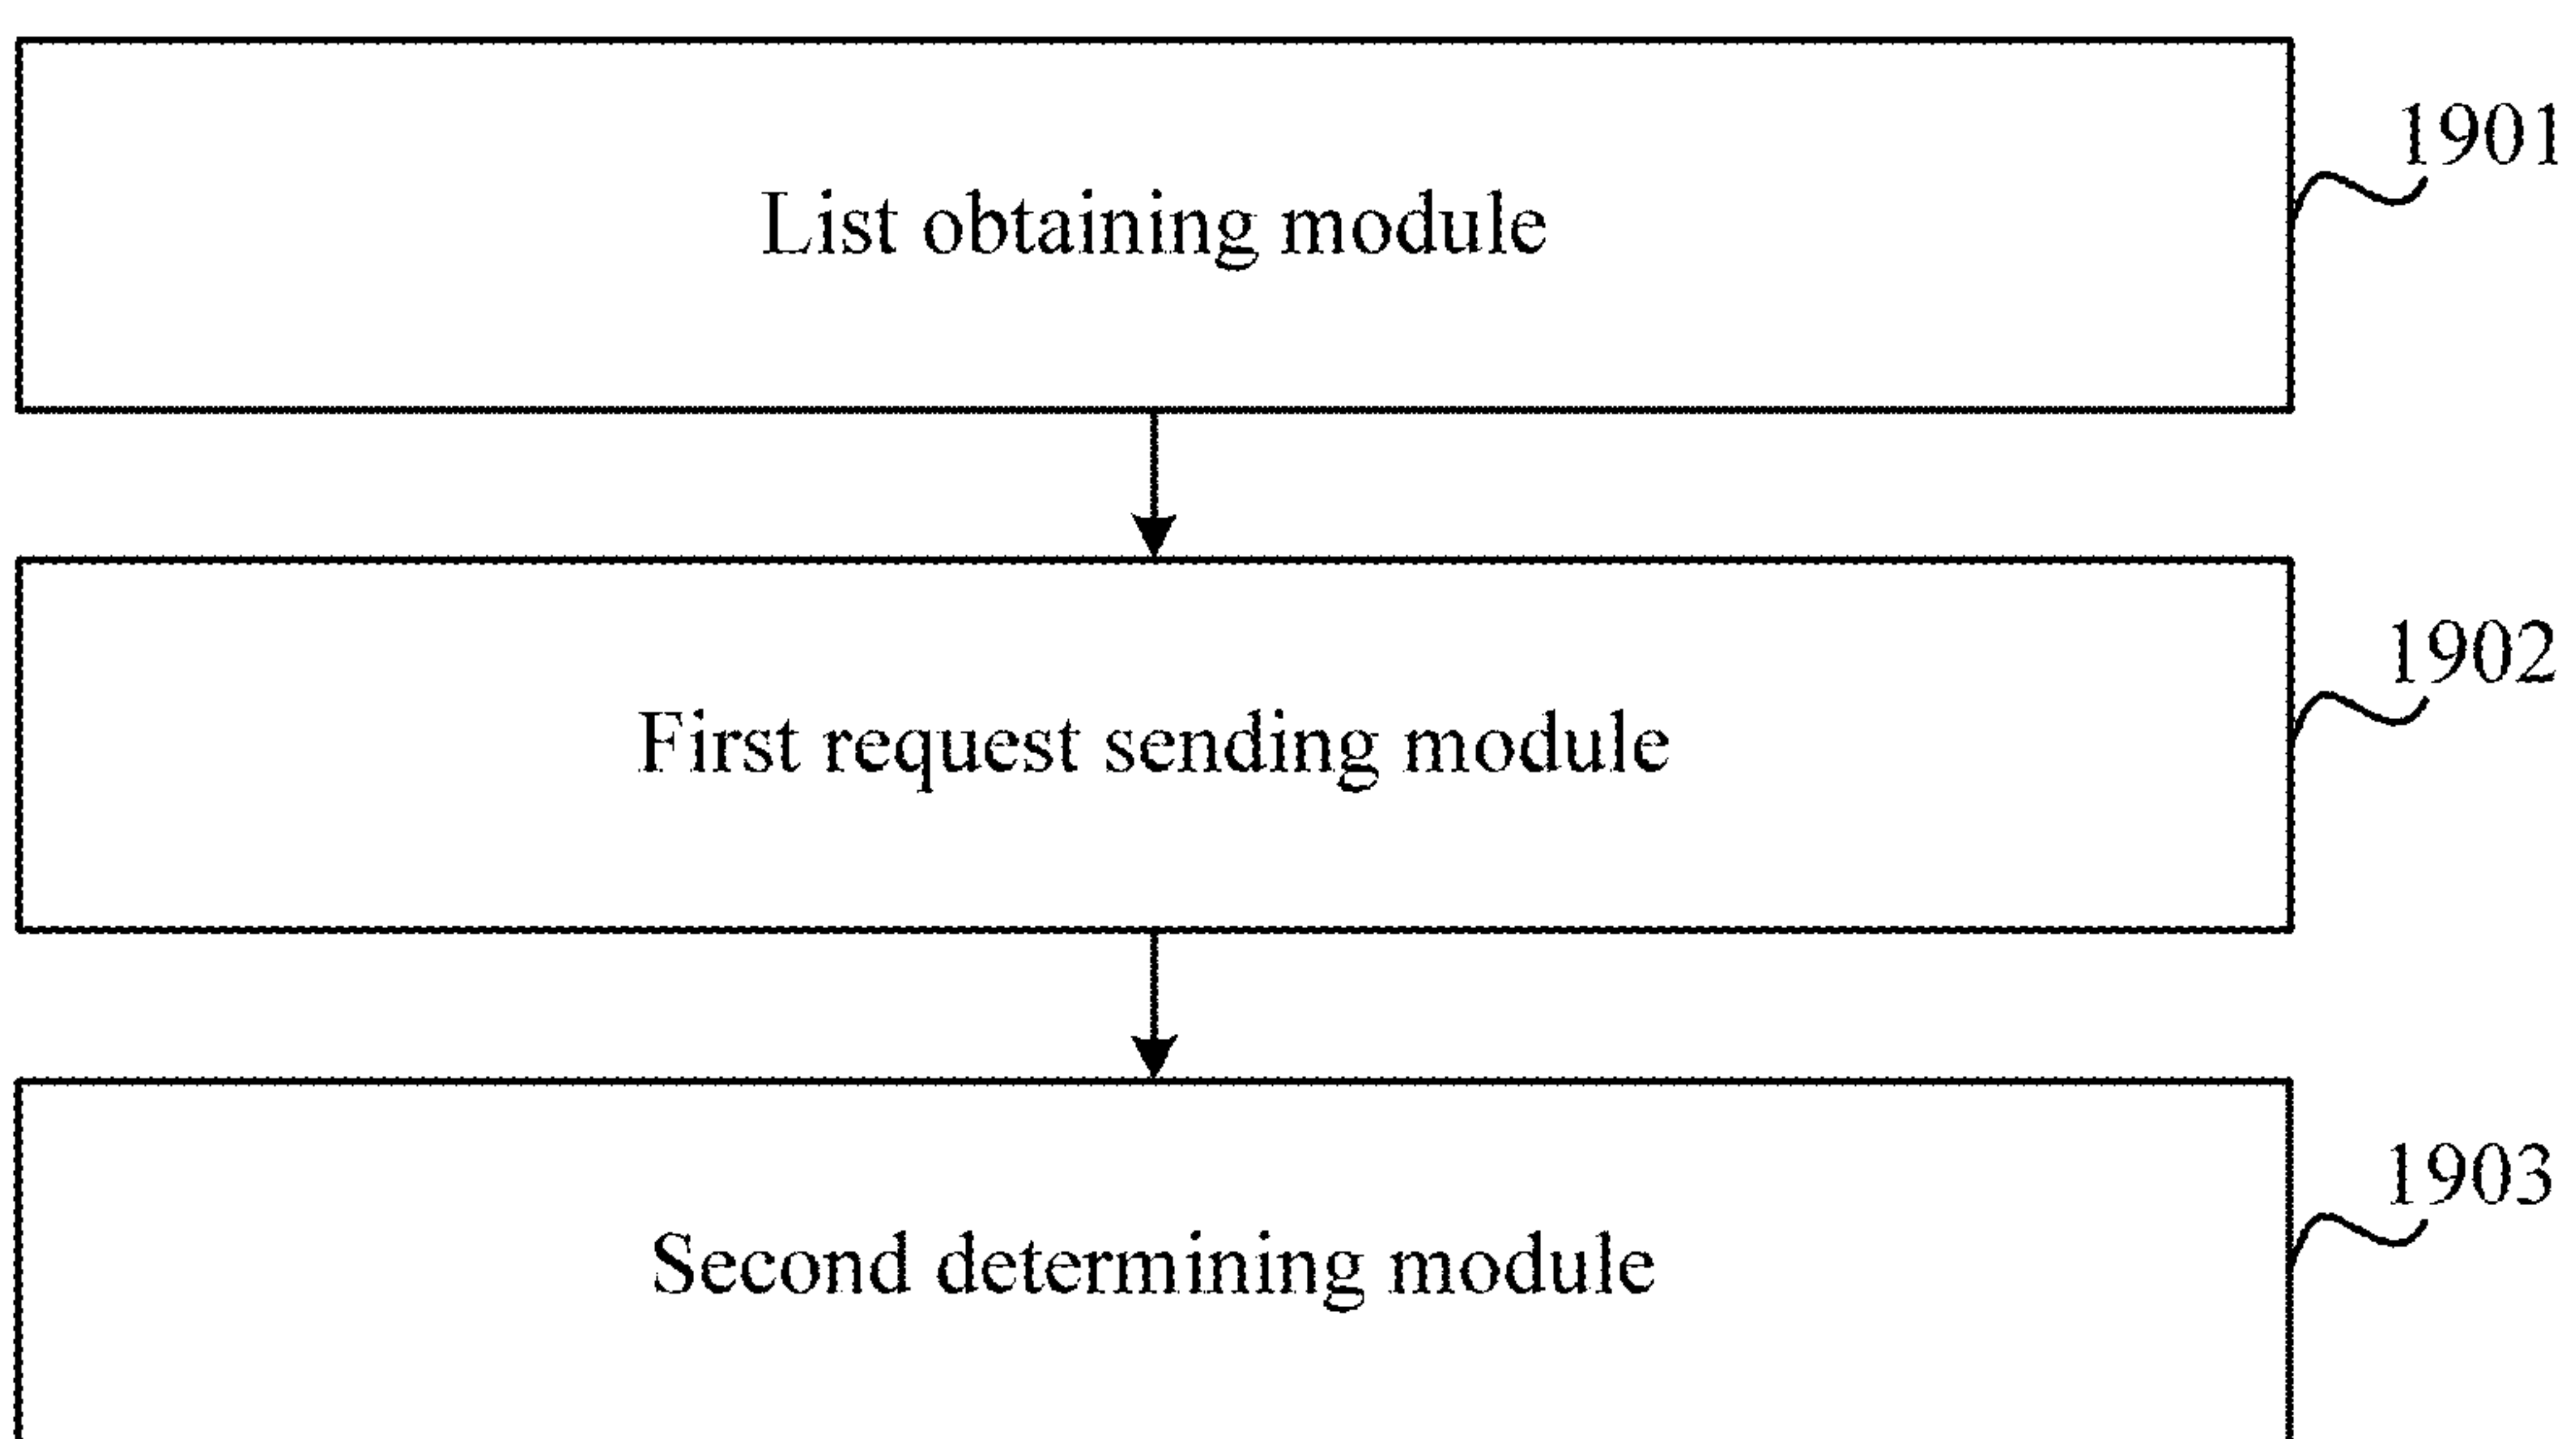 1901
List obtaining module
1902
First request sending module
1903
Second determining module